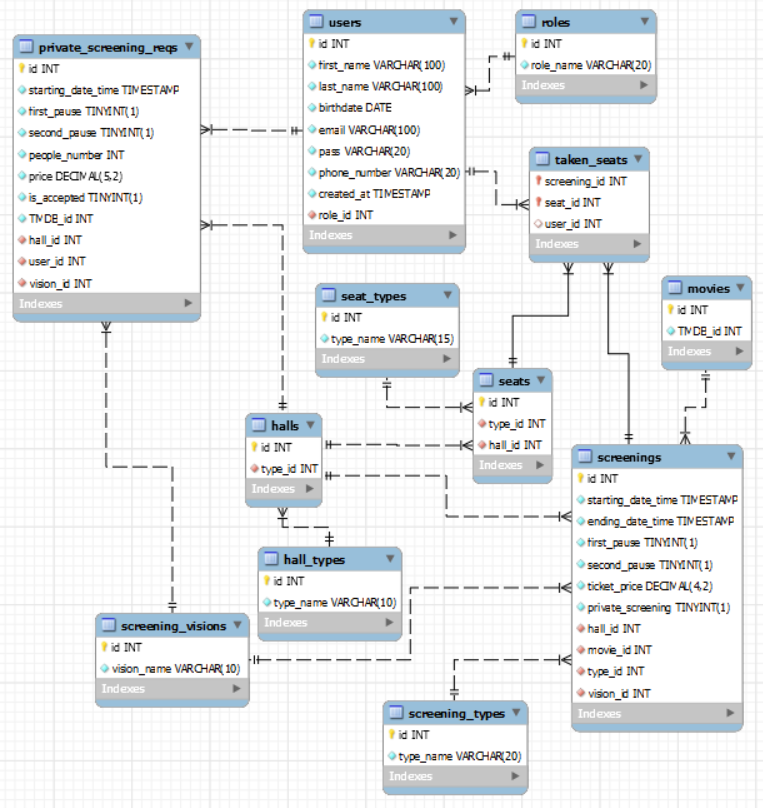 private_screening_reqs
id INT
starting_date_time TIMESTAMP
first_pause TINYINT(1)
second_pause TINYINT(1)
people_number INT
price DECIMAL(5,2)
is_accepted TINYINT(1)
TMDB_id INT
hall_id INT
user_id INT
vision_id INT
Indexes
users
id INT
first_name VARCHAR(100)
last_name VARCHAR(100)
birthdate DATE
email VARCHAR(100)
pass VARCHAR(20)
phone_number VARCHAR(20)
created_at TIMESTAMP
role_id INT
Indexes
roles
id INT
role_name VARCHAR(20)
Indexes
taken_seats
screening_id INT
seat_id INT
user_id INT
Indexes
seat_types
id INT
type_name VARCHAR(15)
Indexes
movies
id INT
TMDB_id INT
Indexes
seats
id INT
type_id INT
hall_id INT
Indexes
halls
id INT
type_id INT
Indexes
screenings
id INT
starting_date_time TIMESTAMP
ending_date_time TIMESTAMP
first_pause TINYINT(1)
second_pause TINYINT(1)
ticket_price DECIMAL(4,2)
private_screening TINYINT(1)
hall_id INT
movie_id INT
type_id INT
vision_id INT
Indexes
hall_types
id INT
type_name VARCHAR(10)
Indexes
screening_visions
id INT
vision_name VARCHAR(10)
Indexes
screening_types
id INT
type_name VARCHAR(20)
Indexes